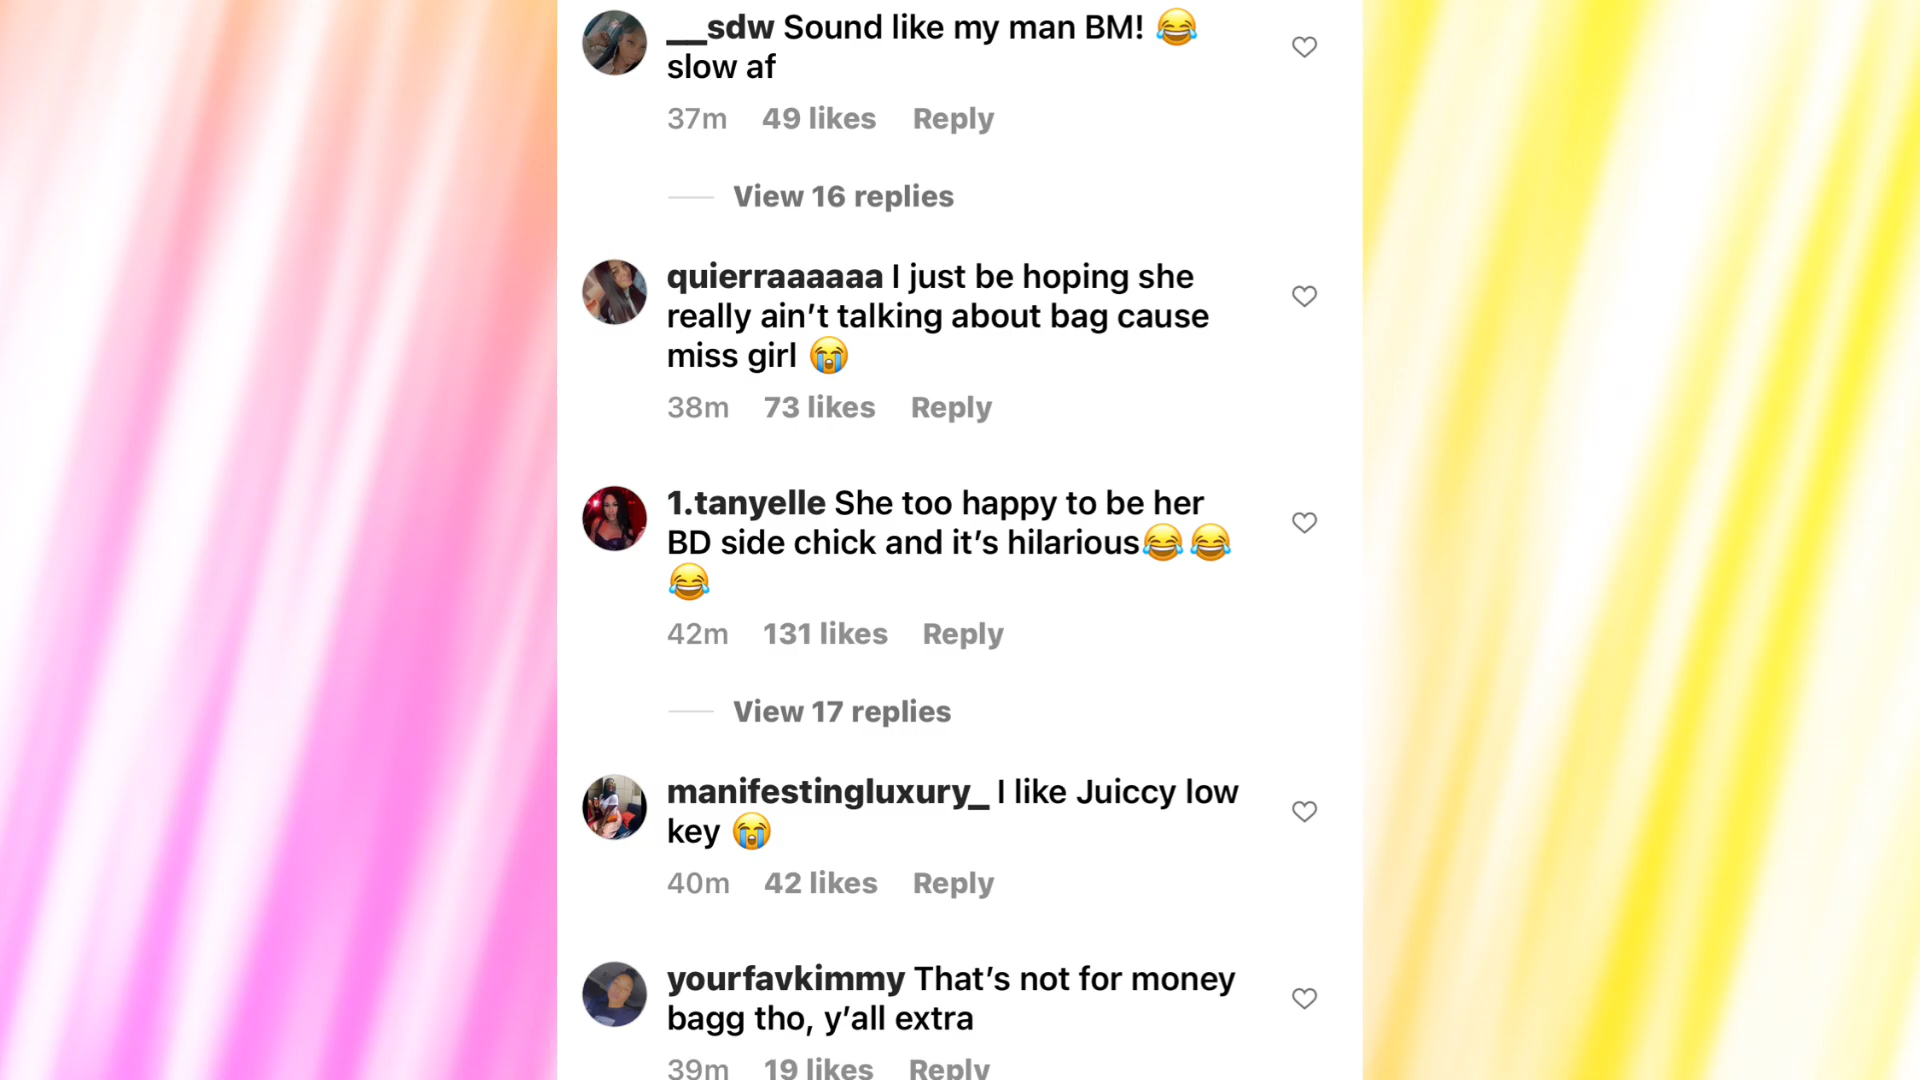 __sdw Sound like my man BM! 😂
slow af
37m 49 likes Reply
View 16 replies
quierraaaaaa I just be hoping she
really ain’t talking about bag cause
miss girl 😭
38m 73 likes Reply
1.tanyelle She too happy to be her
BD side chick and it’s hilarious😂😂
😂
42m 131 likes Reply
View 17 replies
manifestingluxury_ I like Juiccy low
key 😭
40m 42 likes Reply
yourfavkimmy That’s not for money
bagg tho, y’all extra
39m 19 likes Reply